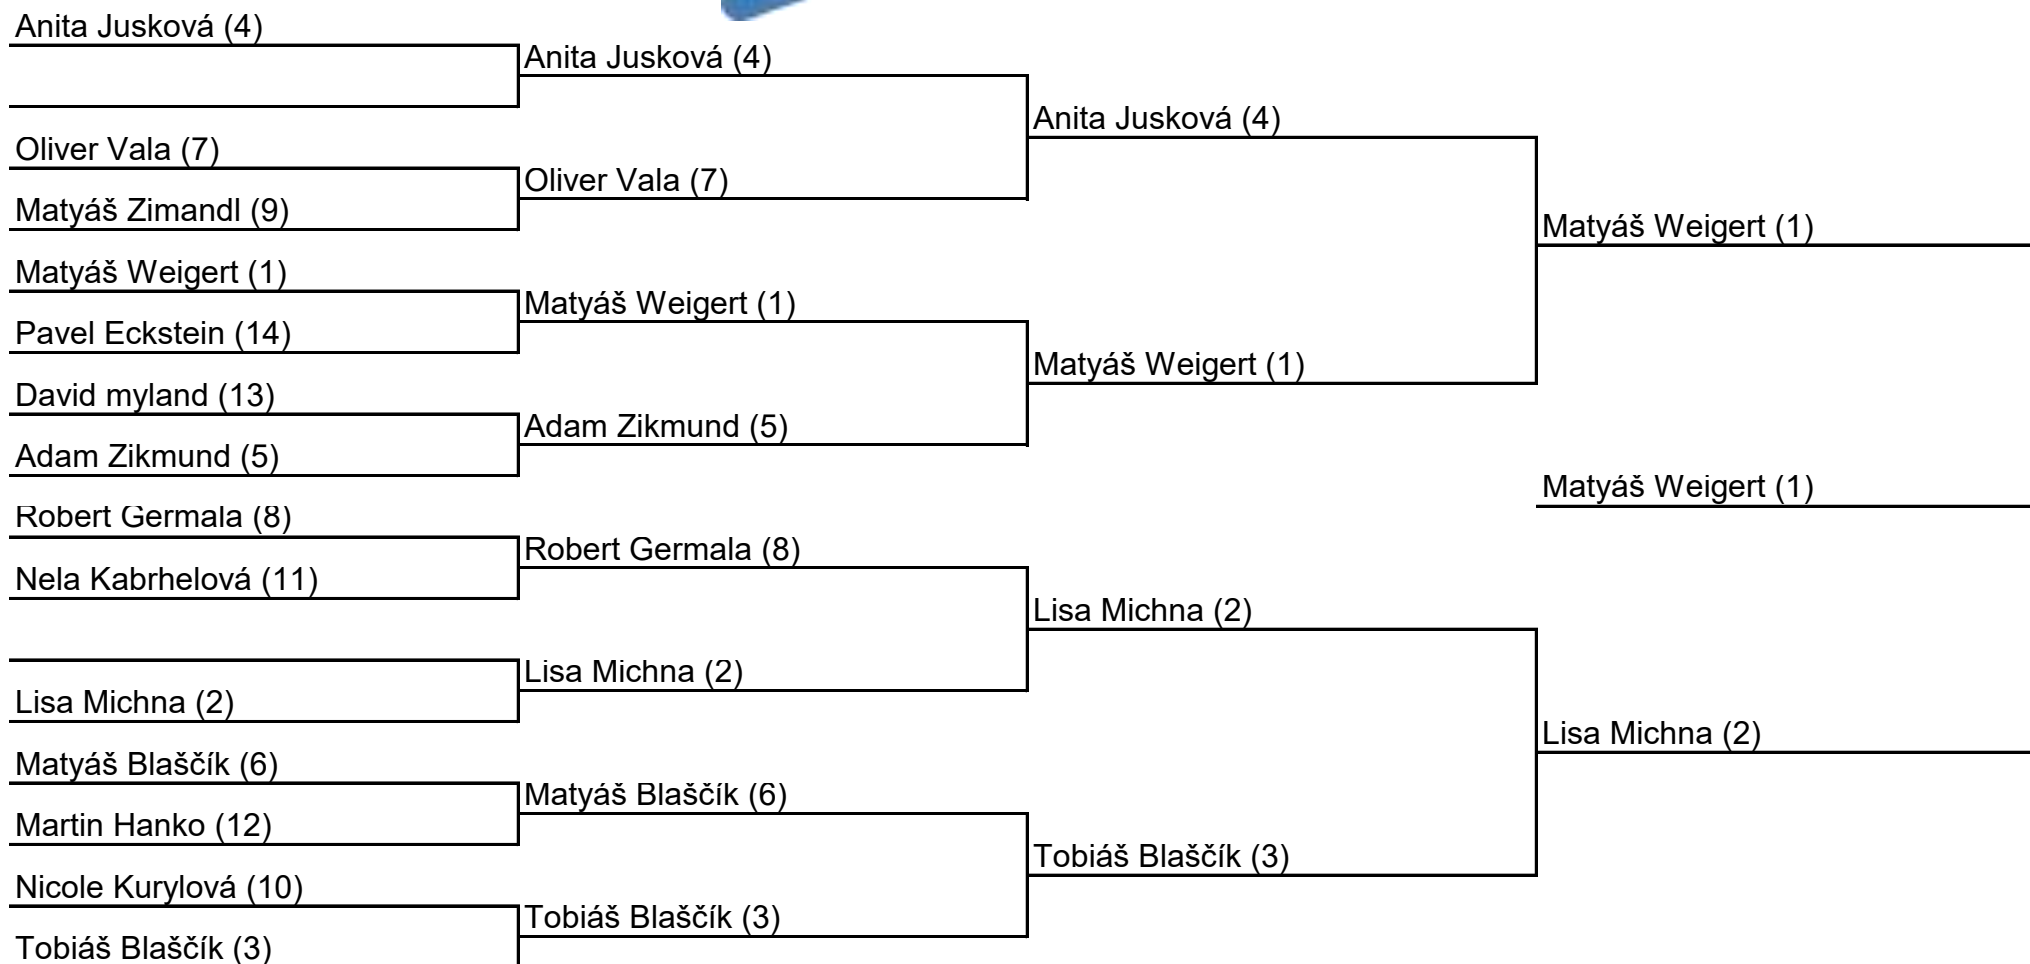 Anita Jusková (4)
Oliver Vala (7)
Matyáš Zimandl (9)
Matyáš Weigert (1)
Pavel Eckstein (14)
David myland (13)
Adam Zikmund (5)
Robert Germala (8)
Nela Kabrhelová (11)
Lisa Michna (2)
Matyáš Blaščík (6)
Martin Hanko (12)
Nicole Kurylová (10)
Tobiáš Blaščík (3)
Anita Jusková (4)
Oliver Vala (7)
Matyáš Weigert (1)
Adam Zikmund (5)
Robert Germala (8)
Lisa Michna (2)
Matyáš Blaščík (6)
Tobiáš Blaščík (3)
Anita Jusková (4)
Matyáš Weigert (1)
Lisa Michna (2)
Tobiáš Blaščík (3)
Matyáš Weigert (1)
Matyáš Weigert (1)
Lisa Michna (2)